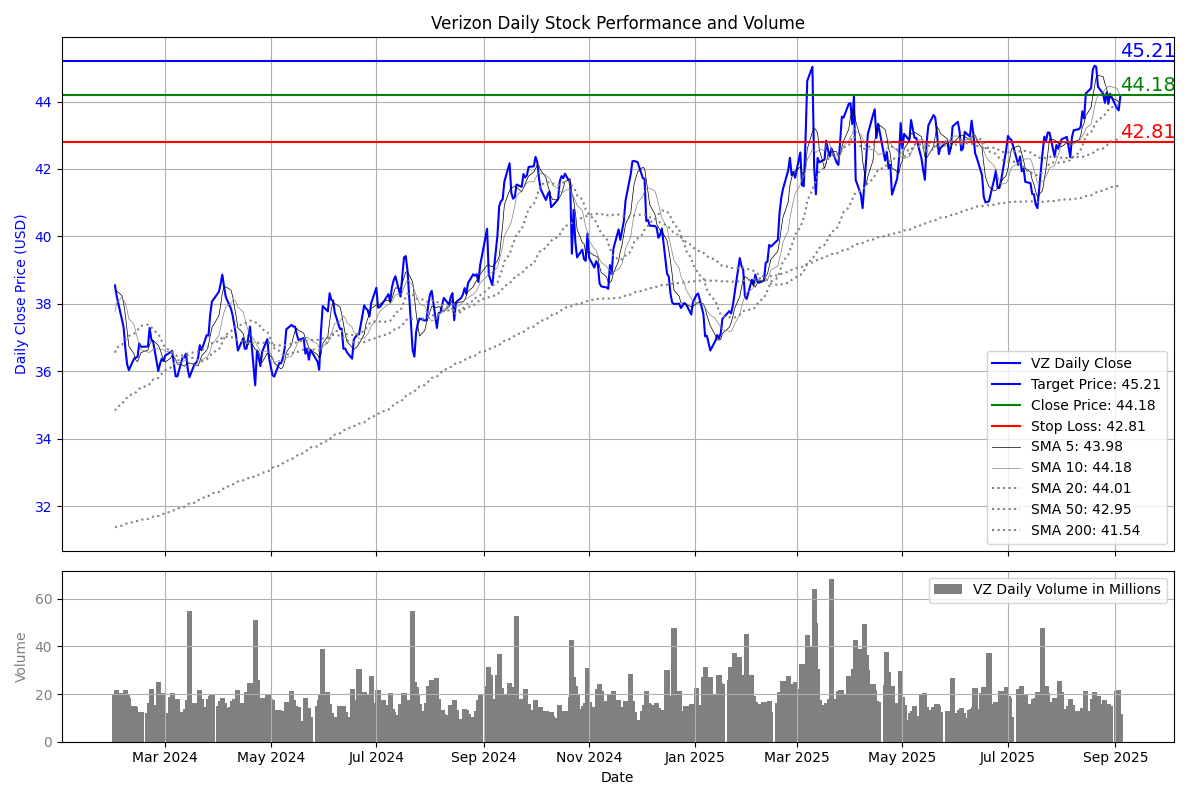 Verizon Daily Stock Performance and Volume
45.21
44.18
42.81
44
42
40
38
36
34
32
Daily Close Price (USD)
VZ Daily Close
Target Price: 45.21
Close Price: 44.18
Stop Loss: 42.81
SMA 5: 43.98
SMA 10: 44.18
SMA 20: 44.01
SMA 50: 42.95
SMA 200: 41.54
60
40
20
0
Volume
VZ Daily Volume in Millions
Mar 2024
May 2024
Jul 2024
Sep 2024
Nov 2024
Jan 2025
Mar 2025
May 2025
Jul 2025
Sep 2025
Date